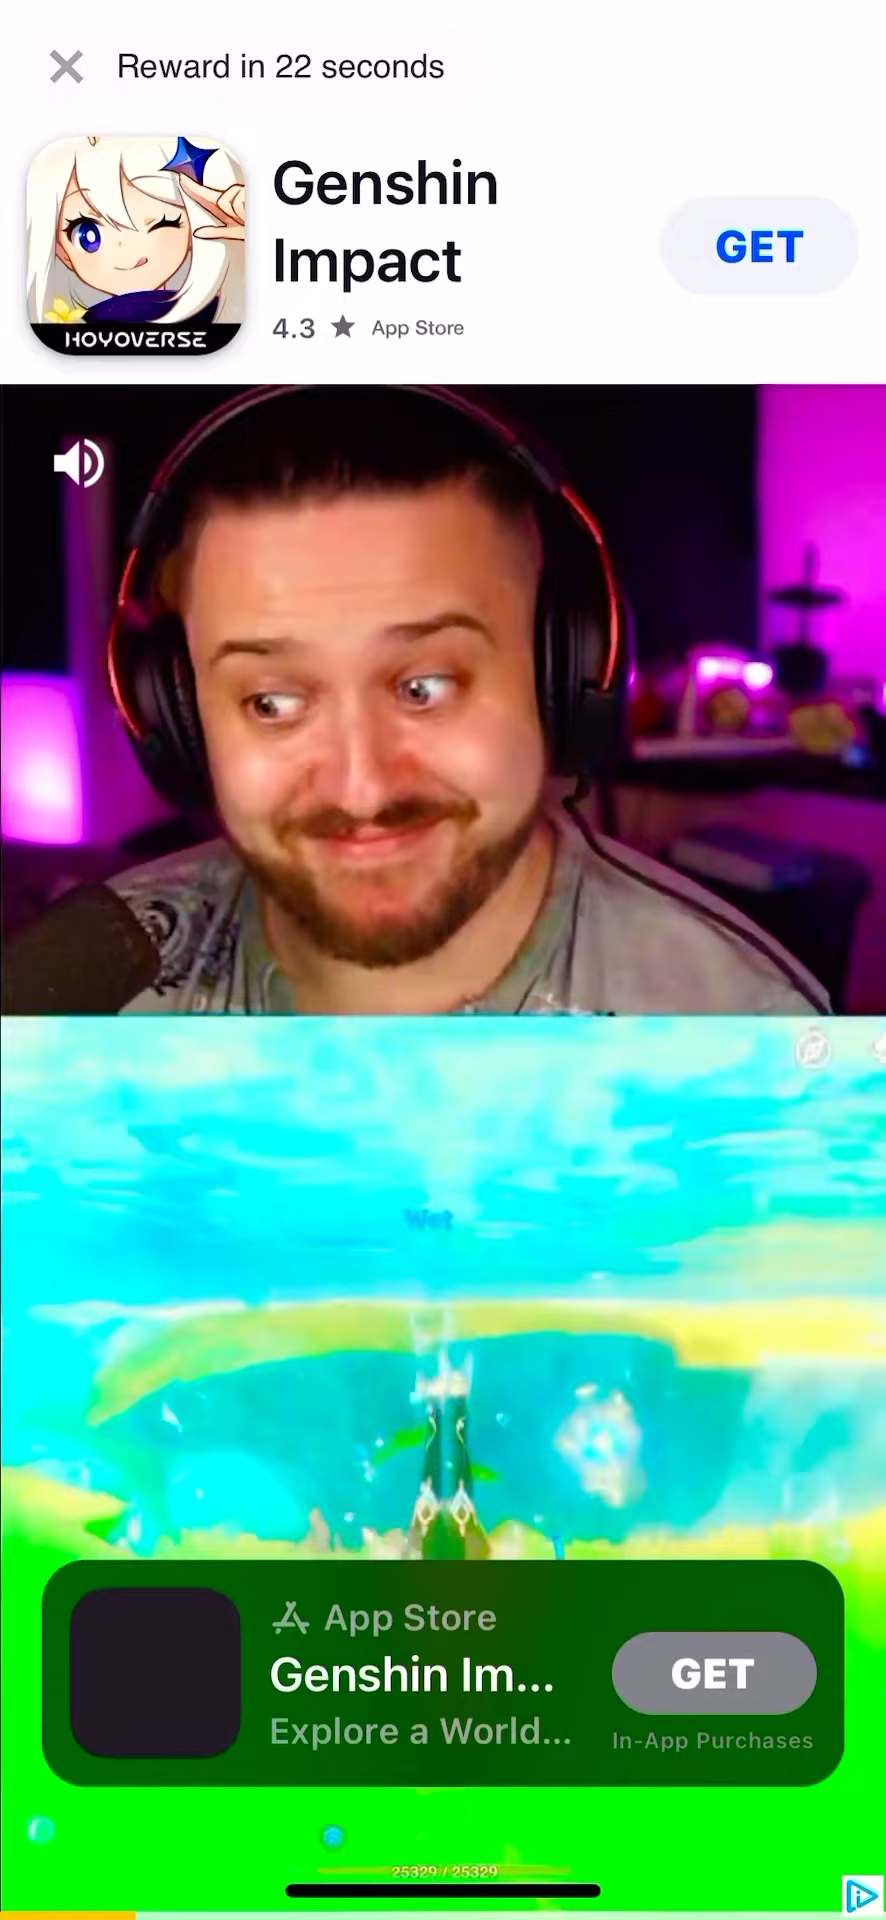 Reward in 22 seconds
Genshin
Impact
GET
4.3 ★ App Store
HOYOVERSE
Wet
App Store
Genshin Im...
GET
Explore a World...
In-App Purchases
25329 / 25329